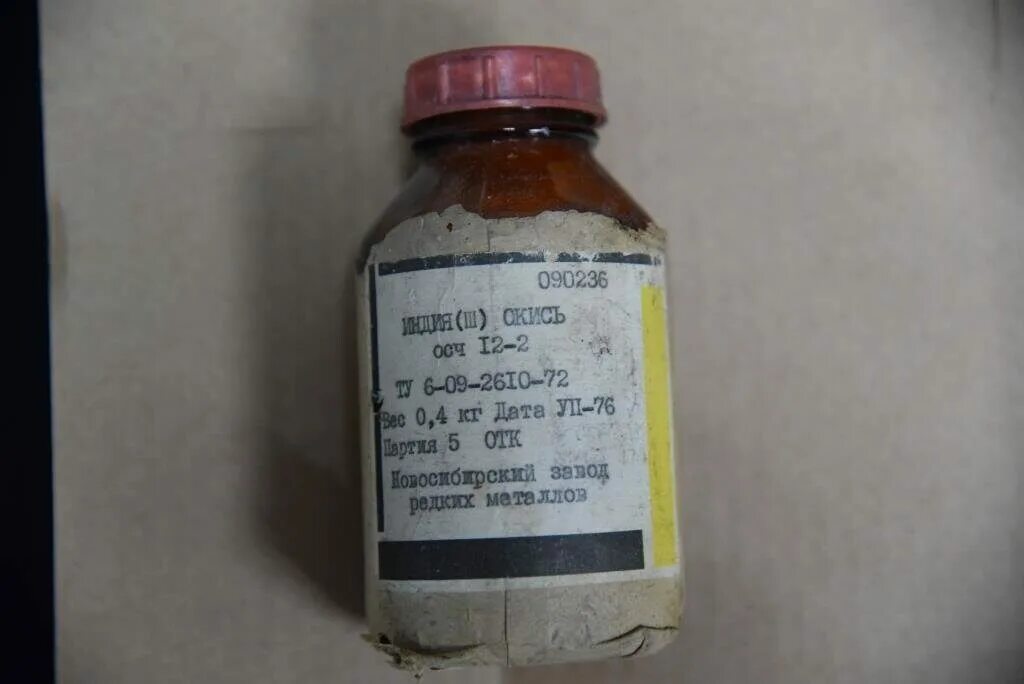 090236
ИНДИЯ(Ш) ОКИСЬ
осч I2-2
ТУ 6-09-26I0-72
Вес 0,4 кг Дата УП-76
Партия 5 ОТК
Новосибирский завод
редких металлов